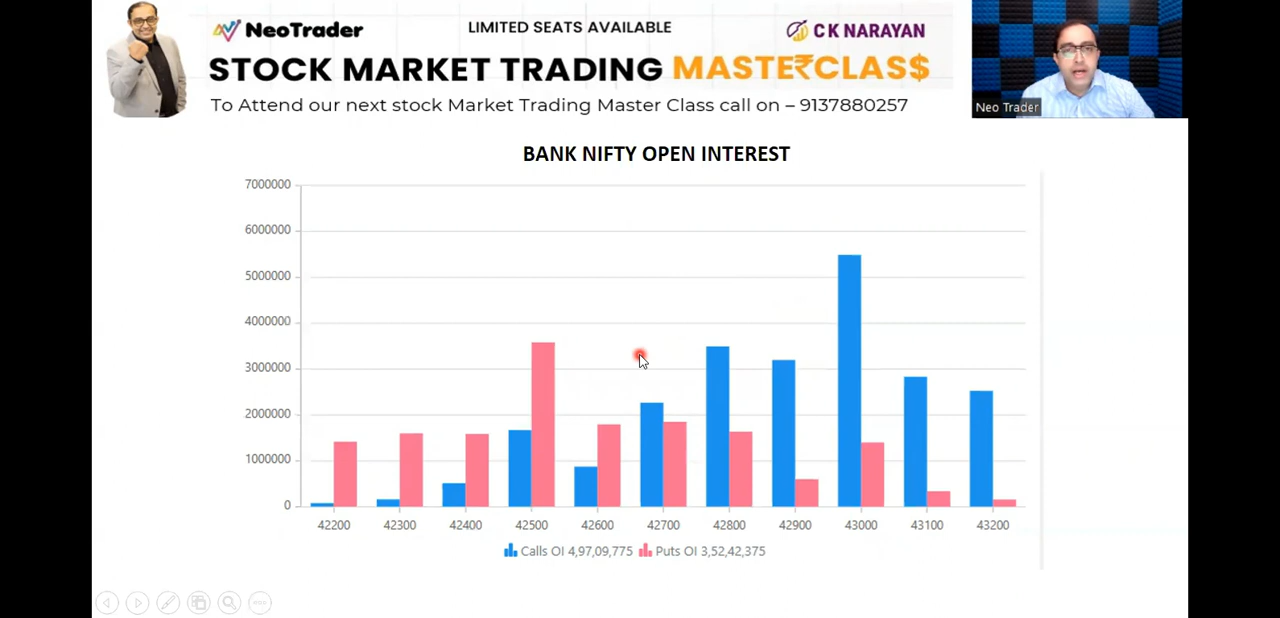 NeoTrader
LIMITED SEATS AVAILABLE
CK NARAYAN
STOCK MARKET TRADING MASTE₹CLAS$
To Attend our next stock Market Trading Master Class call on – 9137880257
Neo Trader
BANK NIFTY OPEN INTEREST
7000000
6000000
5000000
4000000
3000000
2000000
1000000
0
42200 42300 42400 42500 42600 42700 42800 42900 43000 43100 43200
Calls OI 4,97,09,775 Puts OI 3,52,42,375